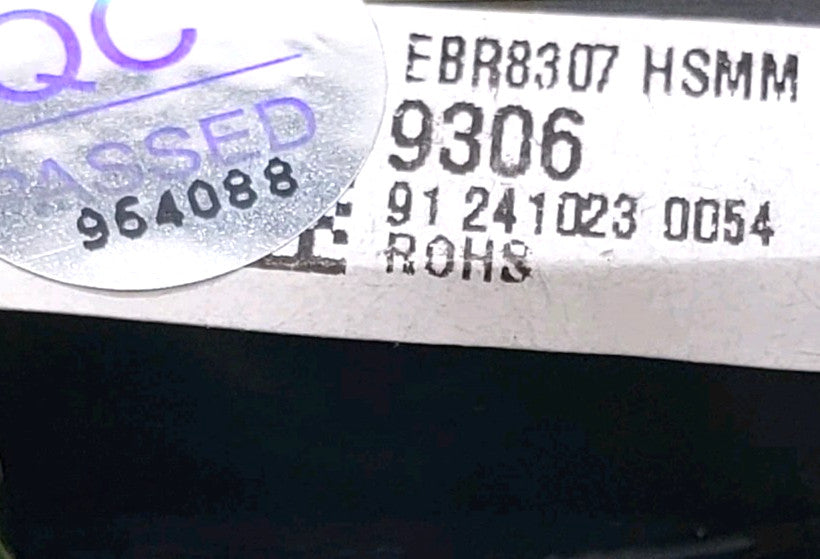 QC
PASSED
964088
EBR8307 HSMM
9306
91 241023 0054
ROHS